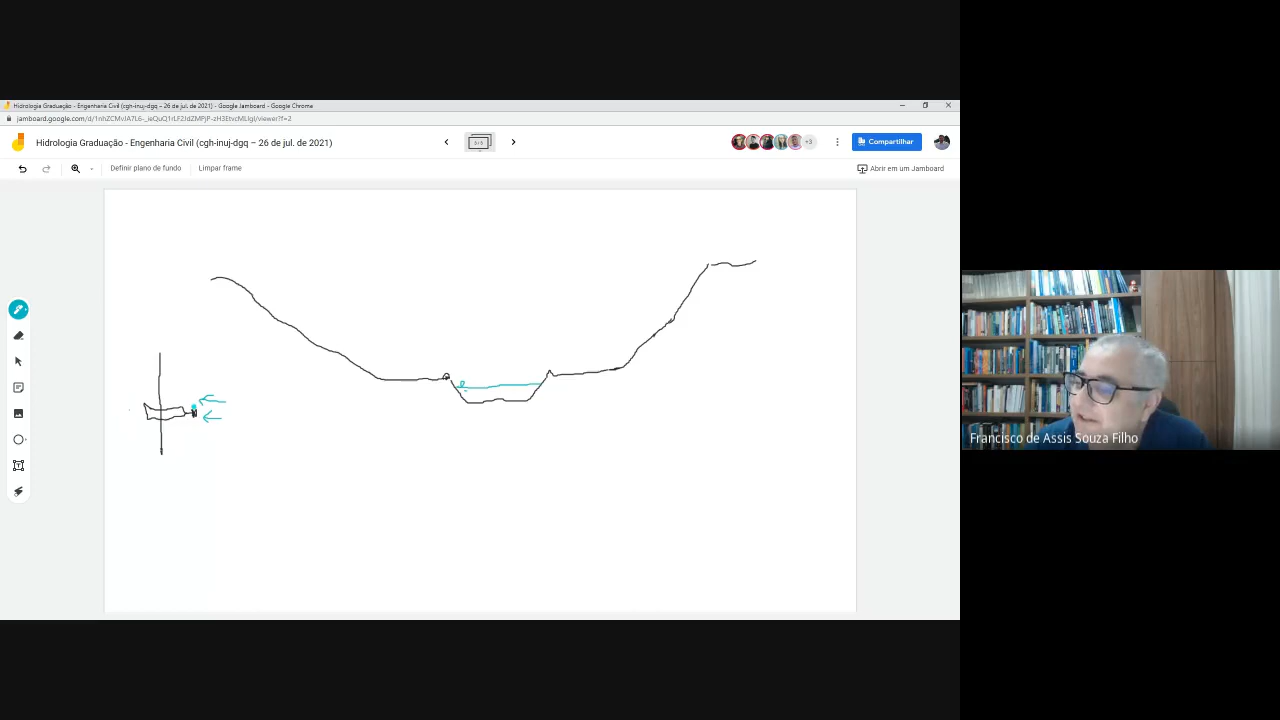 Hidrologia Graduação - Engenharia Civil (cgh-inuj-dgq – 26 de jul. de 2021) - Google Jamboard - Google Chrome
Hidrologia Graduação - Engenharia Civil (cgh-inuj-dgq – 26 de jul. de 2021)
+3
Compartilhar
Definir plano de fundo
Limpar frame
Abrir em um Jamboard
Francisco de Assis Souza Filho